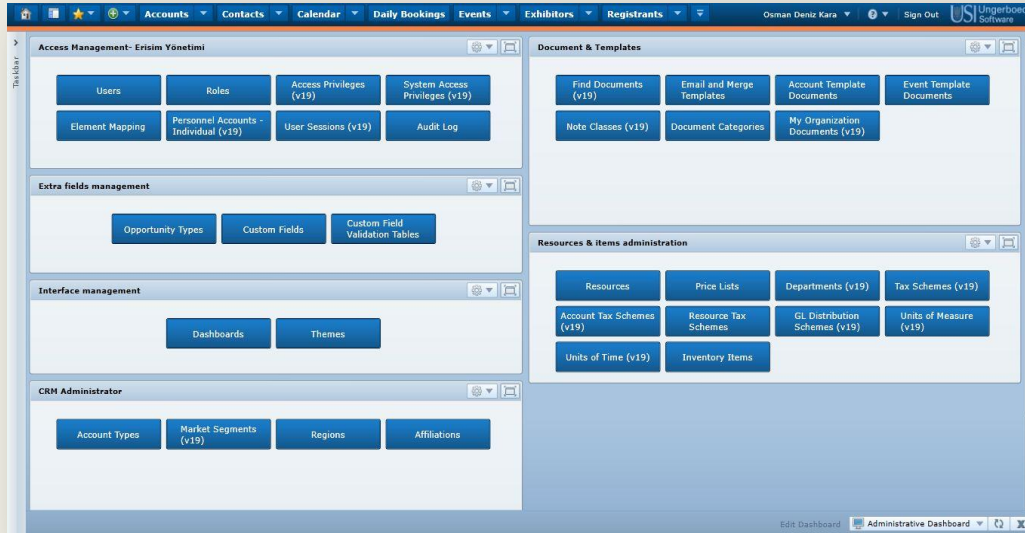 Accounts Contacts Calendar Daily Bookings Events Exhibitors Registrants Osman Deniz Kara Sign Out USI Ungerboeck
Software
Taskbar
Access Management- Erisim Yönetimi
Users
Roles
Access Privileges
(v19)
System Access
Privileges (v19)
Element Mapping
Personnel Accounts -
Individual (v19)
User Sessions (v19)
Audit Log
Extra fields management
Opportunity Types
Custom Fields
Custom Field
Validation Tables
Interface management
Dashboards
Themes
CRM Administrator
Account Types
Market Segments
(v19)
Regions
Affiliations
Document & Templates
Find Documents
(v19)
Email and Merge
Templates
Account Template
Documents
Event Template
Documents
Note Classes (v19)
Document Categories
My Organization
Documents (v19)
Resources & items administration
Resources
Price Lists
Departments (v19)
Tax Schemes (v19)
Account Tax Schemes
(v19)
Resource Tax
Schemes
GL Distribution
Schemes (v19)
Units of Measure
(v19)
Units of Time (v19)
Inventory Items
Edit Dashboard
Administrative Dashboard